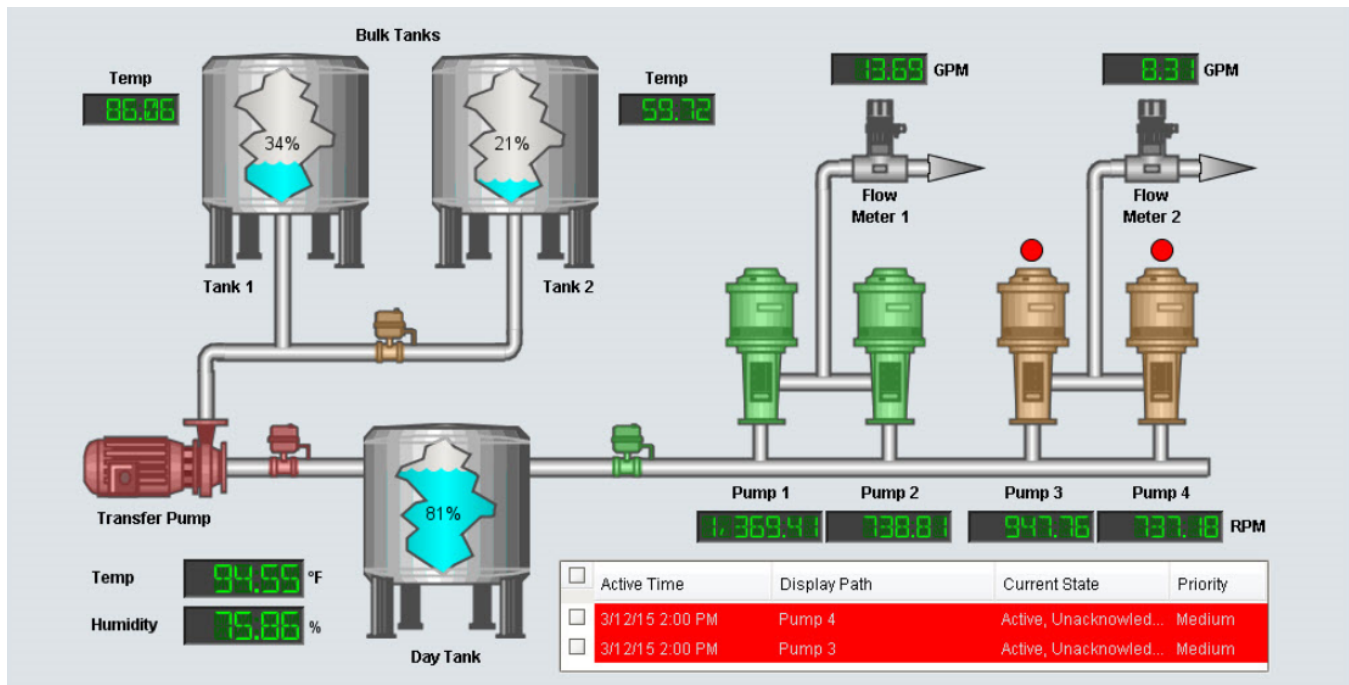 Bulk Tanks
Temp
86.06
34%
21%
Temp
59.72
13.69 GPM
8.31 GPM
Flow
Meter 1
Flow
Meter 2
Tank 1
Tank 2
Transfer Pump
81%
Day Tank
Pump 1
Pump 2
Pump 3
Pump 4
1,369.41
738.81
947.76
737.18 RPM
Temp 94.55 °F
Humidity 75.86 %
Active Time Display Path Current State Priority
3/12/15 2:00 PM Pump 4 Active, Unacknowled... Medium
3/12/15 2:00 PM Pump 3 Active, Unacknowled... Medium